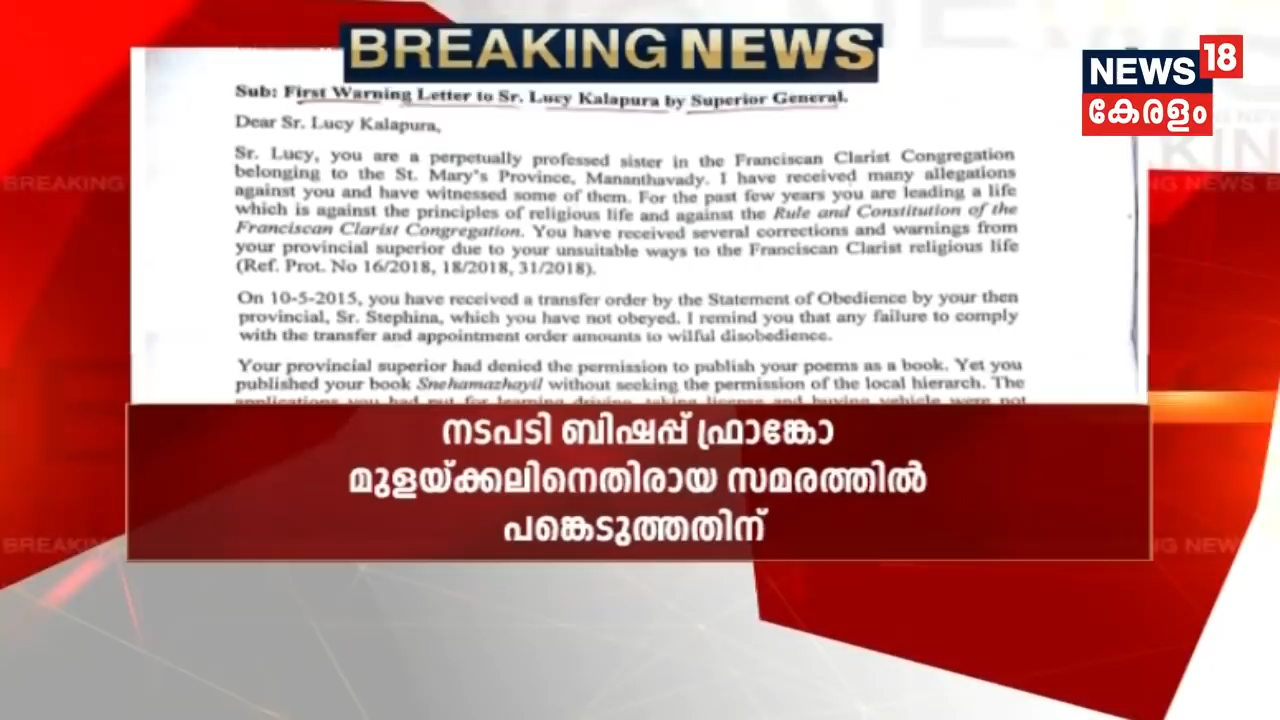 BREAKING NEWS
NEWS 18
കേരളം
Sub: First Warning Letter to Sr. Lucy Kalapura by Superior General.
Dear Sr. Lucy Kalapura,
Sr. Lucy, you are a perpetually professed sister in the Franciscan Clarist Congregation
belonging to the St. Mary's Province, Mananthavady. I have received many allegations
against you and have witnessed some of them. For the past few years you are leading a life
which is against the principles of religious life and against the Rule and Constitution of the
Franciscan Clarist Congregation. You have received several corrections and warnings from
your provincial superior due to your unsuitable ways to the Franciscan Clarist religious life
(Ref. Prot. No 16/2018, 18/2018, 31/2018).
On 10-5-2015, you have received a transfer order by the Statement of Obedience by your then
provincial, Sr. Stephina, which you have not obeyed. I remind you that any failure to comply
with the transfer and appointment order amounts to wilful disobedience.
Your provincial superior had denied the permission to publish your poems as a book. Yet you
published your book Snehamazhayil without seeking the permission of the local hierarch. The
നടപടി ബിഷപ്പ് ഫ്രാങ്കോ
മുളയ്ക്കലിനെതിരായ സമരത്തിൽ
പങ്കെടുത്തതിന്
BREAKING
BREAKING